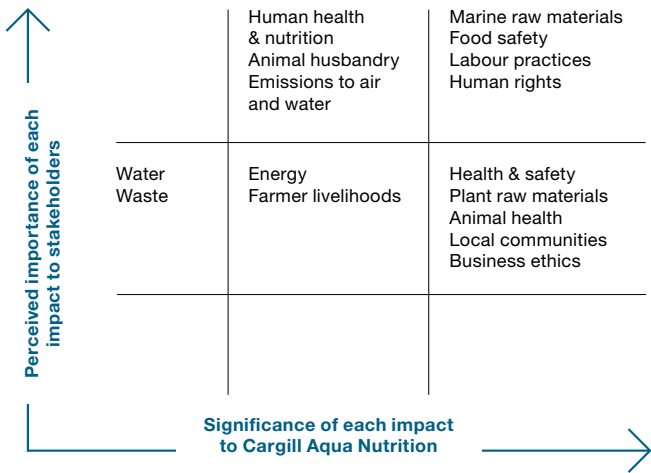 Human health
& nutrition
Animal husbandry
Emissions to air
and water
Marine raw materials
Food safety
Labour practices
Human rights
Water
Waste
Energy
Farmer livelihoods
Health & safety
Plant raw materials
Animal health
Local communities
Business ethics
Perceived importance of each
impact to stakeholders
Significance of each impact
to Cargill Aqua Nutrition